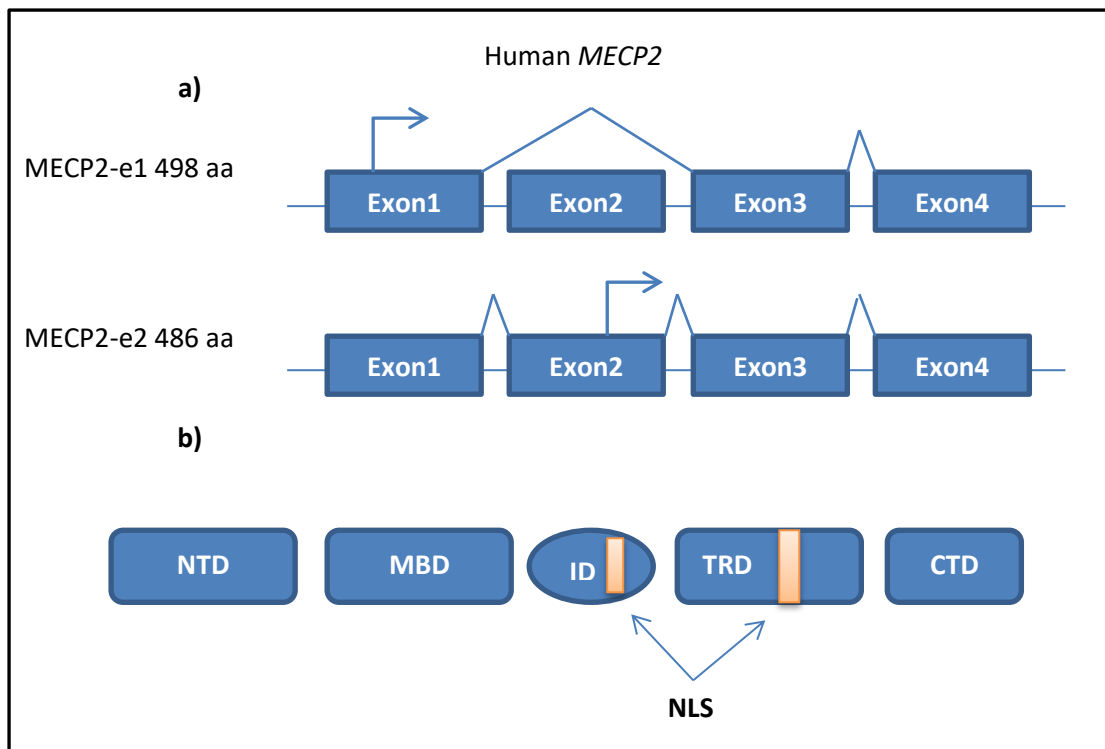 Human MECP2
a)
MECP2-e1 498 aa
Exon1 Exon2 Exon3 Exon4
MECP2-e2 486 aa
Exon1 Exon2 Exon3 Exon4
b)
NTD MBD ID TRD CTD
NLS